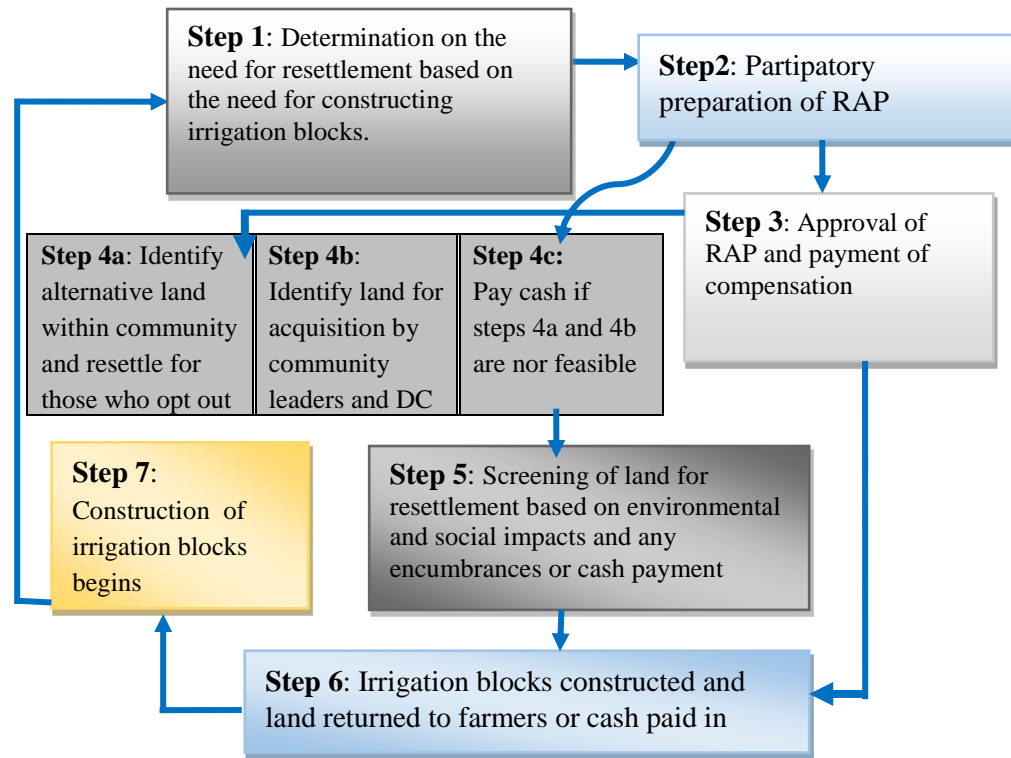 Step 1: Determination on the
need for resettlement based on
the need for constructing
irrigation blocks.
Step2: Partipatory
preparation of RAP
Step 3: Approval of
RAP and payment of
compensation
Step 4a: Identify
alternative land
within community
and resettle for
those who opt out
Step 4b:
Identify land for
acquisition by
community
leaders and DC
Step 4c:
Pay cash if
steps 4a and 4b
are nor feasible
Step 5: Screening of land for
resettlement based on environmental
and social impacts and any
encumbrances or cash payment
Step 7:
Construction of
irrigation blocks
begins
Step 6: Irrigation blocks constructed and
land returned to farmers or cash paid in